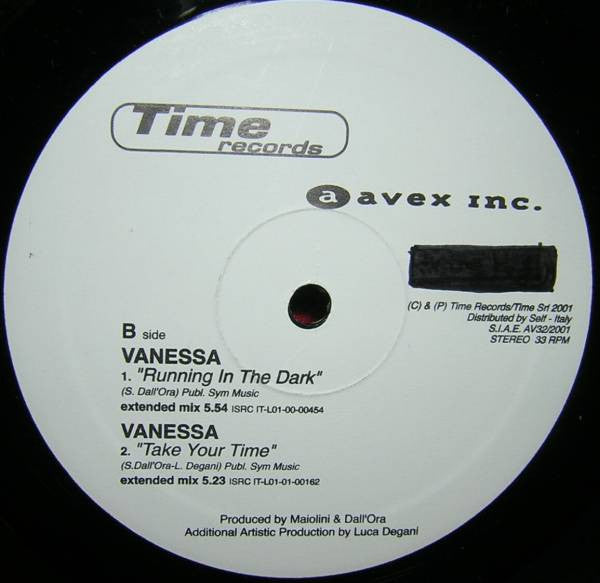 Time
records
a avex inc.
(C) & (P) Time Records/Time Srl 2001
Distributed by Self - Italy
S.I.A.E. AV32/2001
STEREO 33 RPM
B side
VANESSA
1. "Running In The Dark"
(S. Dall'Ora) Publ. Sym Music
extended mix 5.54 ISRC IT-L01-00-00454
VANESSA
2. "Take Your Time"
(S.Dall'Ora-L. Degani) Publ. Sym Music
extended mix 5.23 ISRC IT-L01-01-00162
Produced by Maiolini & Dall'Ora
Additional Artistic Production by Luca Degani